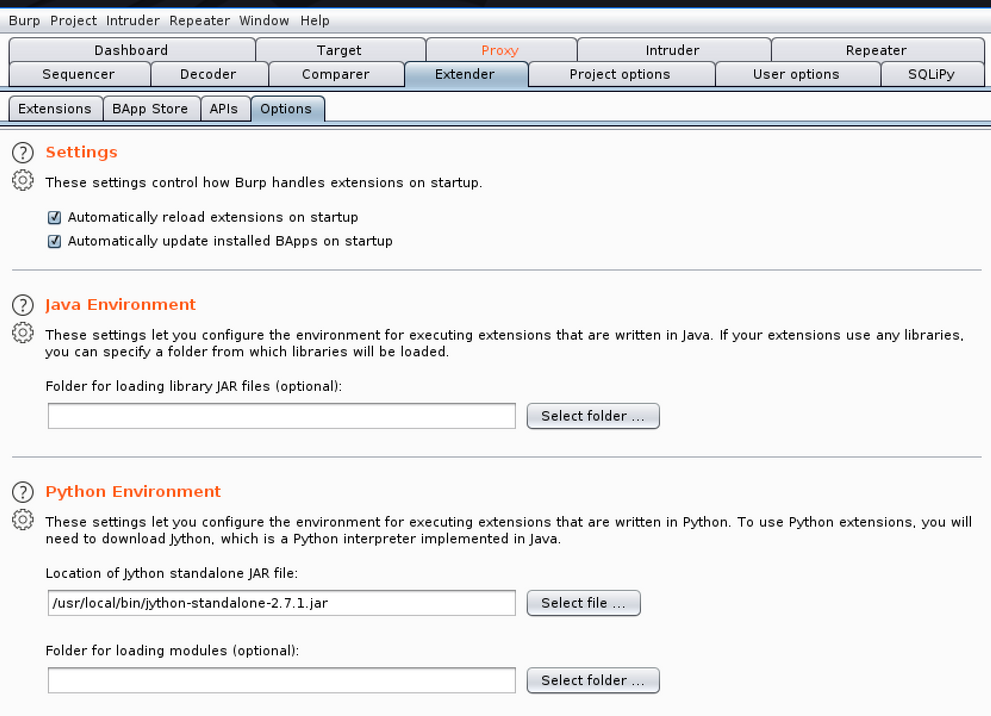 Burp Project Intruder Repeater Window Help
Dashboard Target Proxy Intruder Repeater
Sequencer Decoder Comparer Extender Project options User options SQLiPy
Extensions BApp Store APIs Options
? Settings
These settings control how Burp handles extensions on startup.
Automatically reload extensions on startup
Automatically update installed BApps on startup
? Java Environment
These settings let you configure the environment for executing extensions that are written in Java. If your extensions use any libraries,
you can specify a folder from which libraries will be loaded.
Folder for loading library JAR files (optional):
Select folder ...
? Python Environment
These settings let you configure the environment for executing extensions that are written in Python. To use Python extensions, you will
need to download Jython, which is a Python interpreter implemented in Java.
Location of Jython standalone JAR file:
/usr/local/bin/jython-standalone-2.7.1.jar Select file ...
Folder for loading modules (optional):
Select folder ...